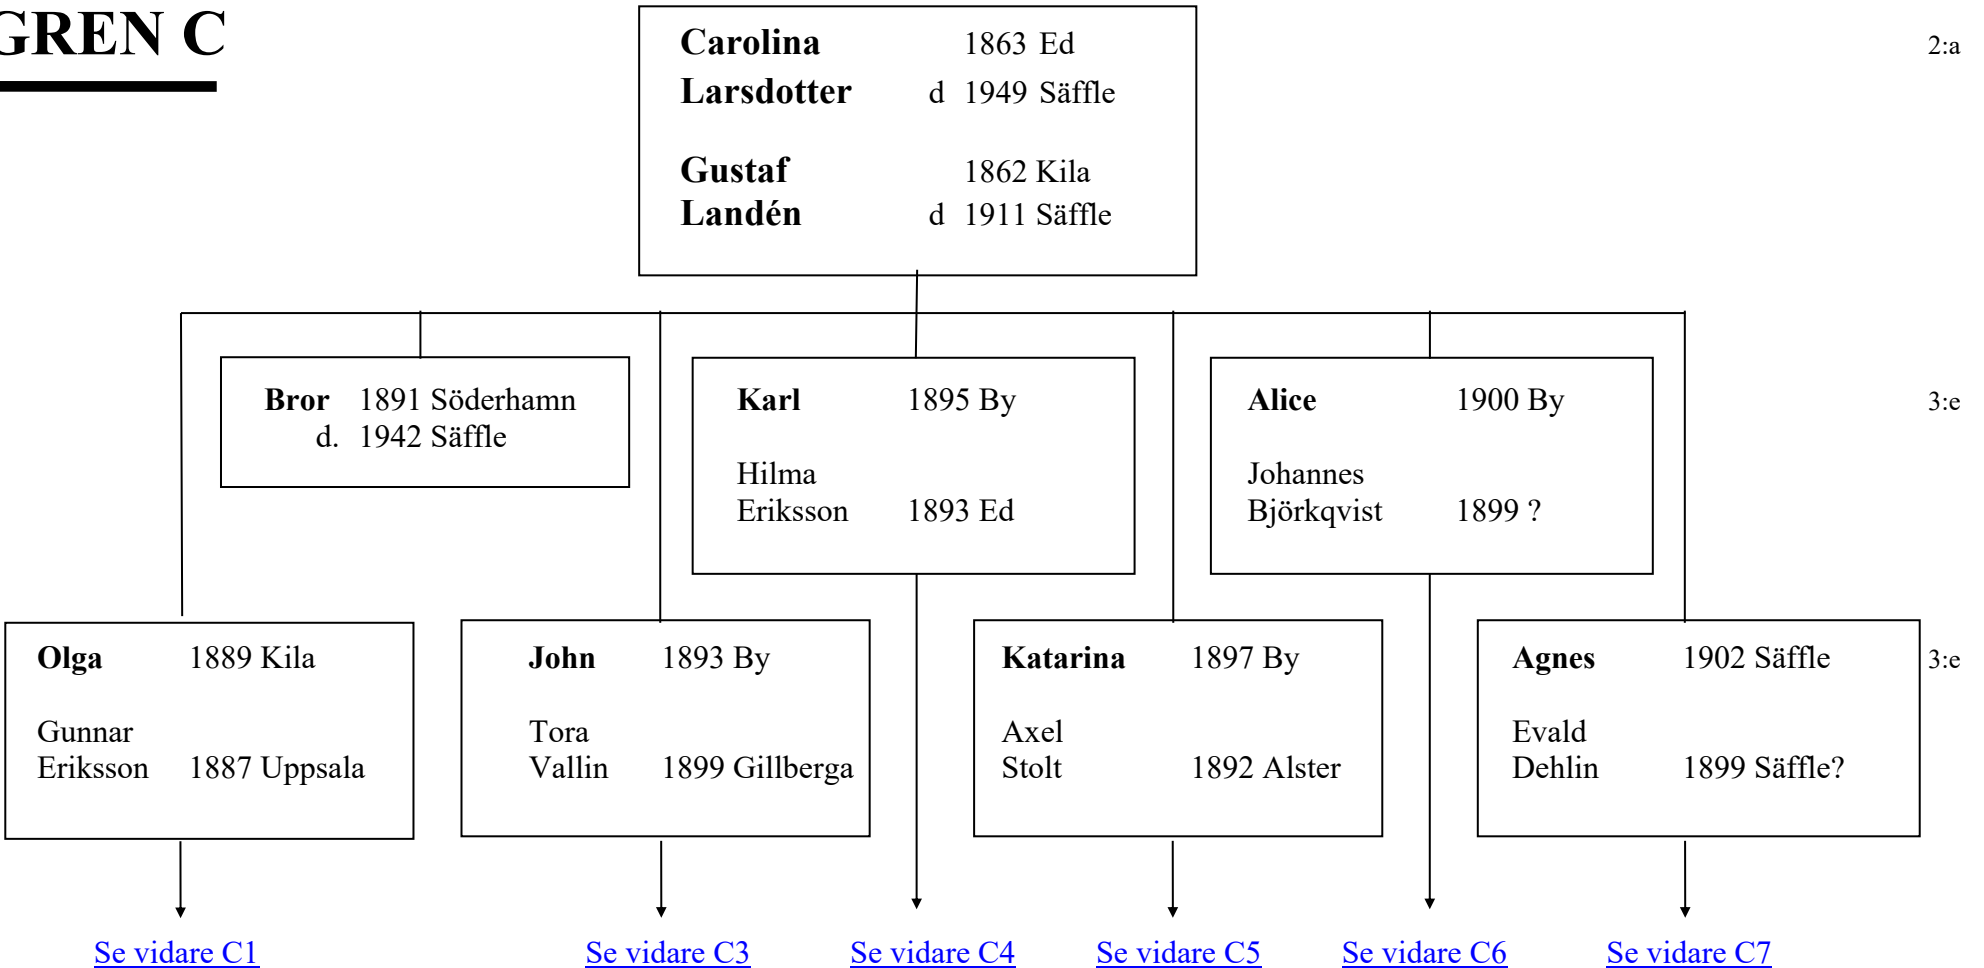 GREN C
Carolina 1863 Ed
2:a
Larsdotter d 1949 Säffle
Gustaf 1862 Kila
Landén d 1911 Säffle
Bror 1891 Söderhamn
d. 1942 Säffle
Karl 1895 By
Hilma
Eriksson 1893 Ed
Alice 1900 By
Johannes
Björkqvist 1899 ?
3:e
Olga 1889 Kila
Gunnar
Eriksson 1887 Uppsala
John 1893 By
Tora
Vallin 1899 Gillberga
Katarina 1897 By
Axel
Stolt 1892 Alster
Agnes 1902 Säffle
Evald
Dehlin 1899 Säffle?
3:e
Se vidare C1
Se vidare C3
Se vidare C4
Se vidare C5
Se vidare C6
Se vidare C7